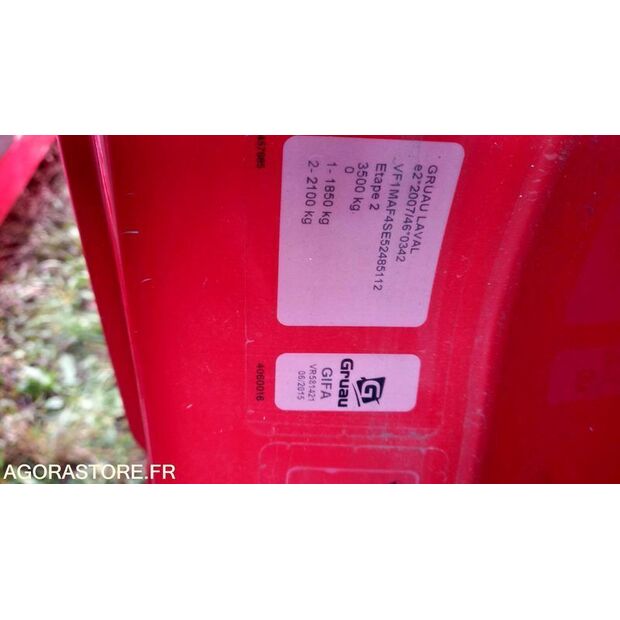 GRUAU LAVAL
e2*2007/46*0342
VF1MAF4SE52485112
Etape 2
3500 kg
0
1- 1850 kg
2- 2100 kg
Gruau
GIFA
VR581421
06/2015
4060016
AGORASTORE.FR